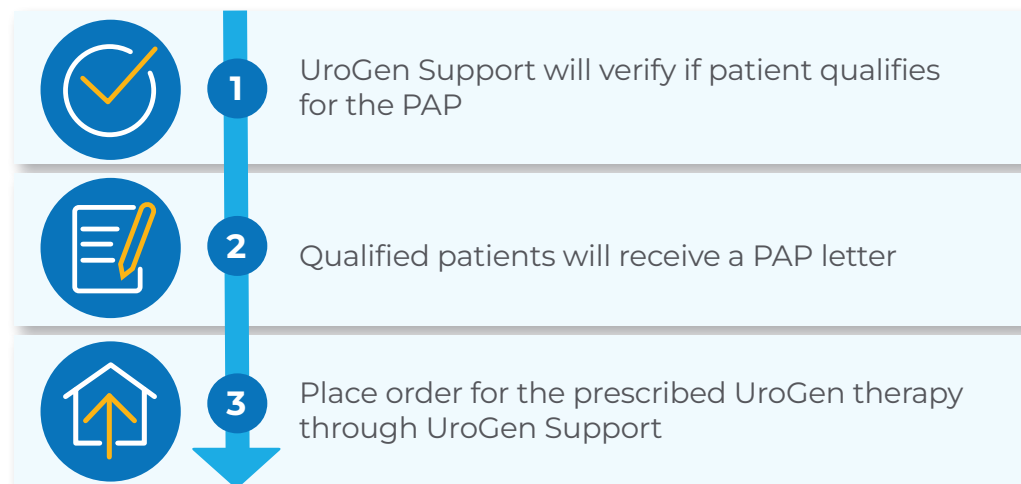 1
UroGen Support will verify if patient qualifies
for the PAP
2
Qualified patients will receive a PAP letter
3
Place order for the prescribed UroGen therapy
through UroGen Support